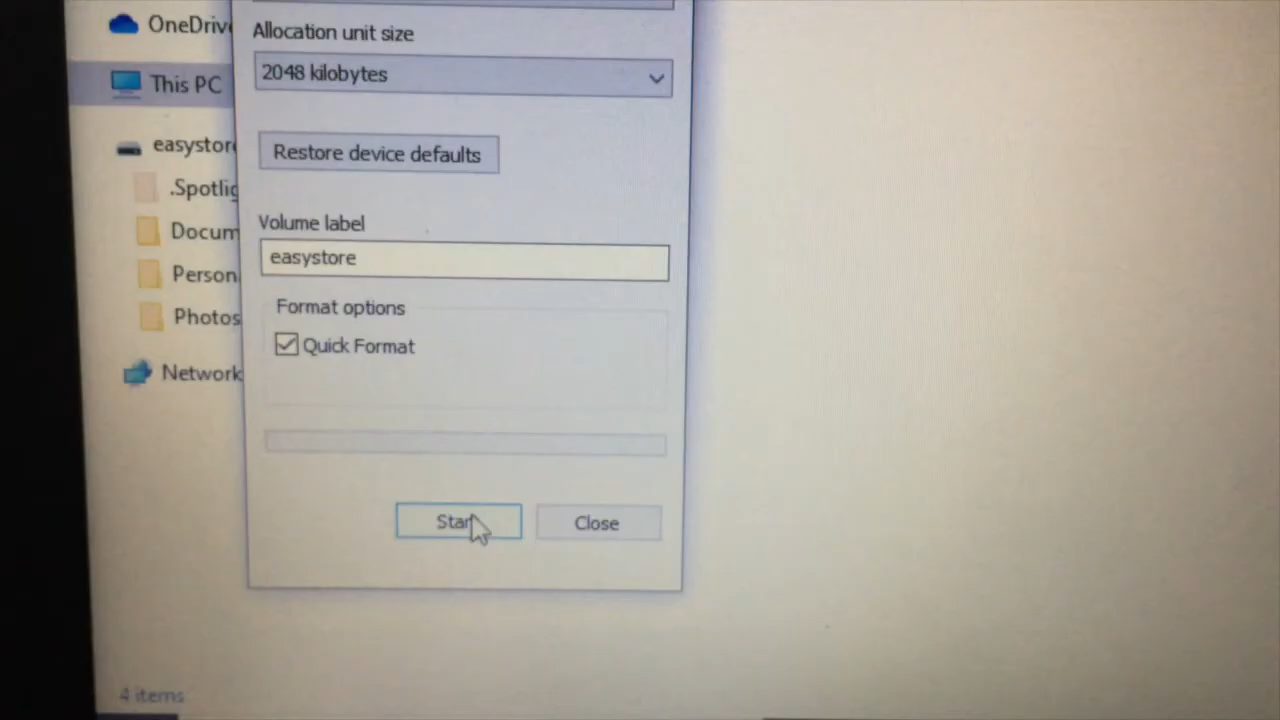 OneDriv
Allocation unit size
2048 kilobytes
This PC
easystor
Restore device defaults
.Spotlig
Volume label
Docum
easystore
Person
Format options
Photos
Quick Format
Network
Star
Close
4 items